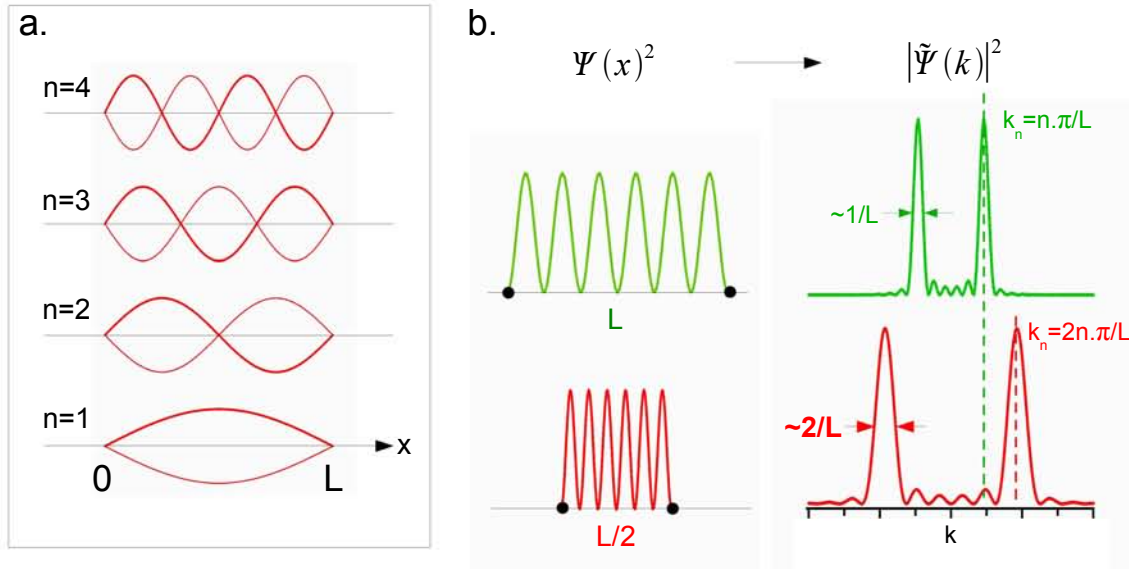 a.
n=4
n=3
n=2
n=1
x
0
L
b.
Ψ(x)²
|Ψ̃(k)|²
kₙ=n.π/L
~1/L
L
kₙ=2n.π/L
~2/L
L/2
k